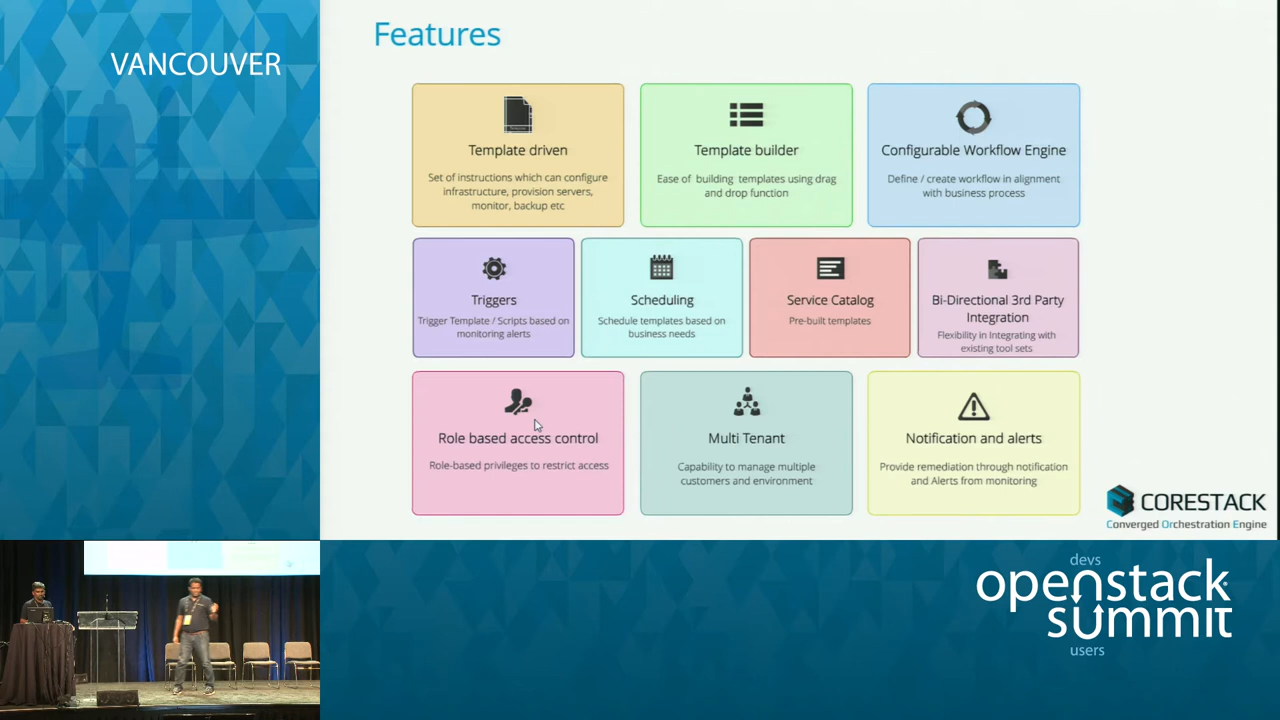 VANCOUVER
Features
Template driven
Set of instructions which can configure
infrastructure, provision servers,
monitor, backup etc
Template builder
Ease of building templates using drag
and drop function
Configurable Workflow Engine
Define / create workflow in alignment
with business process
Triggers
Trigger Template / Scripts based on
monitoring alerts
Scheduling
Schedule templates based on
business needs
Service Catalog
Pre-built templates
Bi-Directional 3rd Party
Integration
Flexibility in Integrating with
existing tool sets
Role based access control
Role-based privileges to restrict access
Multi Tenant
Capability to manage multiple
customers and environment
Notification and alerts
Provide remediation through notification
and Alerts from monitoring
CORESTACK
Converged Orchestration Engine
devs
openstack
summit
users